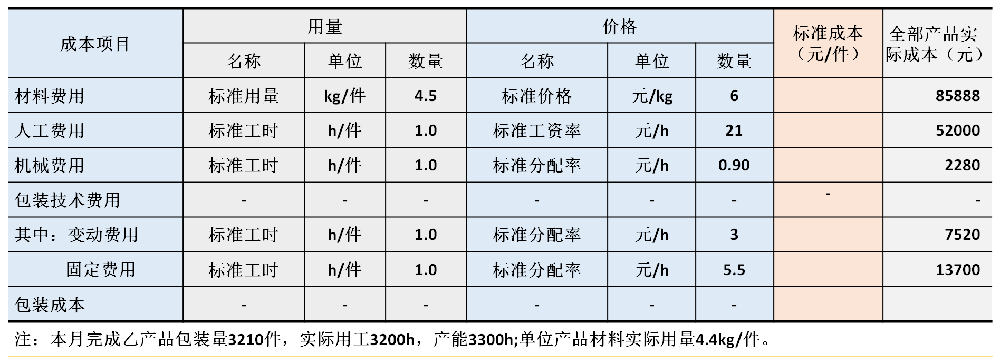 成本项目 用量 价格 标准成本（元/件） 全部产品实际成本（元）
名称 单位 数量 名称 单位 数量
材料费用 标准用量 kg/件 4.5 标准价格 元/kg 6 85888
人工费用 标准工时 h/件 1.0 标准工资率 元/h 21 52000
机械费用 标准工时 h/件 1.0 标准分配率 元/h 0.90 2280
包装技术费用 - - - - - - - -
其中：变动费用 标准工时 h/件 1.0 标准分配率 元/h 3 7520
固定费用 标准工时 h/件 1.0 标准分配率 元/h 5.5 13700
包装成本 - - - - - -
注：本月完成乙产品包装量3210件，实际用工3200h，产能3300h;单位产品材料实际用量4.4kg/件。